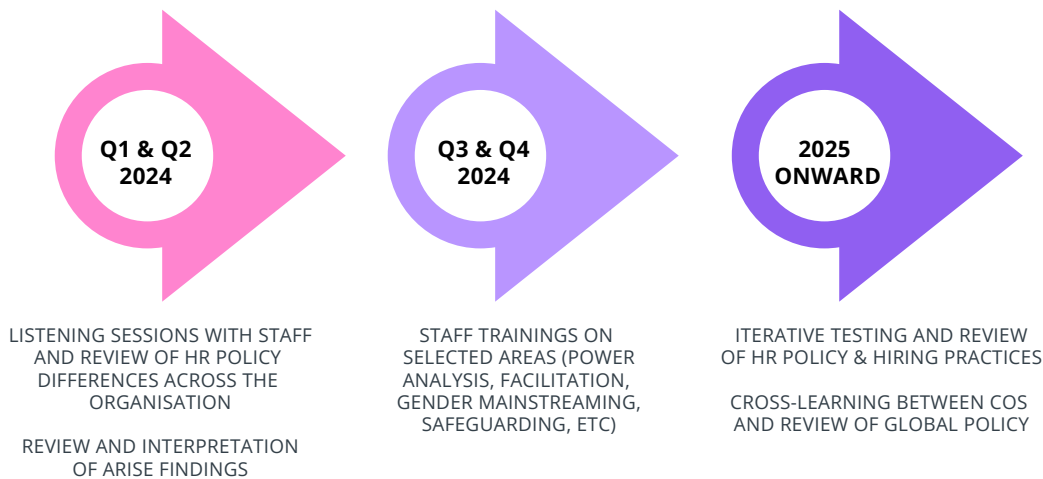 Q1 & Q2
2024
LISTENING SESSIONS WITH STAFF
AND REVIEW OF HR POLICY
DIFFERENCES ACROSS THE
ORGANISATION
REVIEW AND INTERPRETATION
OF ARISE FINDINGS
Q3 & Q4
2024
STAFF TRAININGS ON
SELECTED AREAS (POWER
ANALYSIS, FACILITATION,
GENDER MAINSTREAMING,
SAFEGUARDING, ETC)
2025
ONWARD
ITERATIVE TESTING AND REVIEW
OF HR POLICY & HIRING PRACTICES
CROSS-LEARNING BETWEEN COS
AND REVIEW OF GLOBAL POLICY